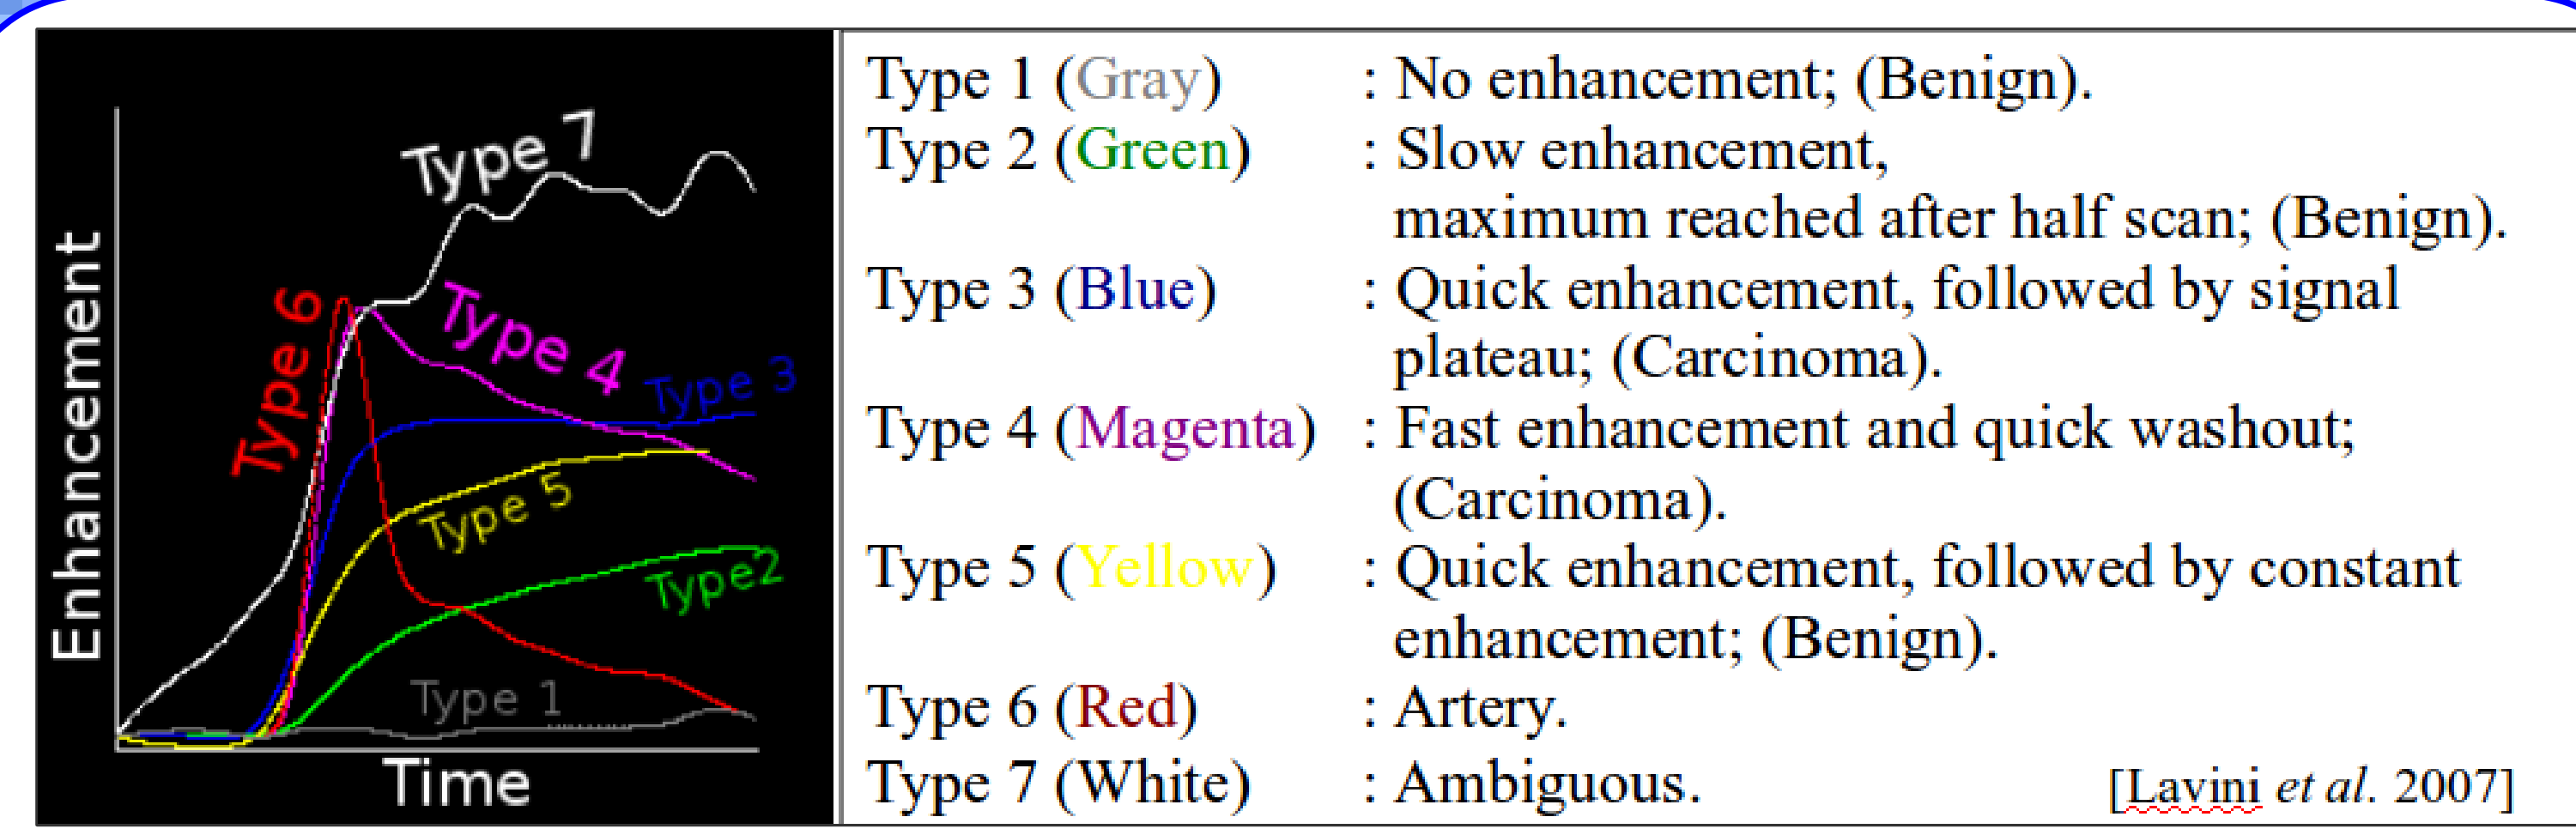 Enhancement
Time
Type 7
Type 6
Type 4
Type 3
Type 5
Type2
Type 1
Type 1 (Gray) : No enhancement; (Benign).
Type 2 (Green) : Slow enhancement,
maximum reached after half scan; (Benign).
Type 3 (Blue) : Quick enhancement, followed by signal
plateau; (Carcinoma).
Type 4 (Magenta) : Fast enhancement and quick washout;
(Carcinoma).
Type 5 (Yellow) : Quick enhancement, followed by constant
enhancement; (Benign).
Type 6 (Red) : Artery.
Type 7 (White) : Ambiguous.
[Lavini et al. 2007]